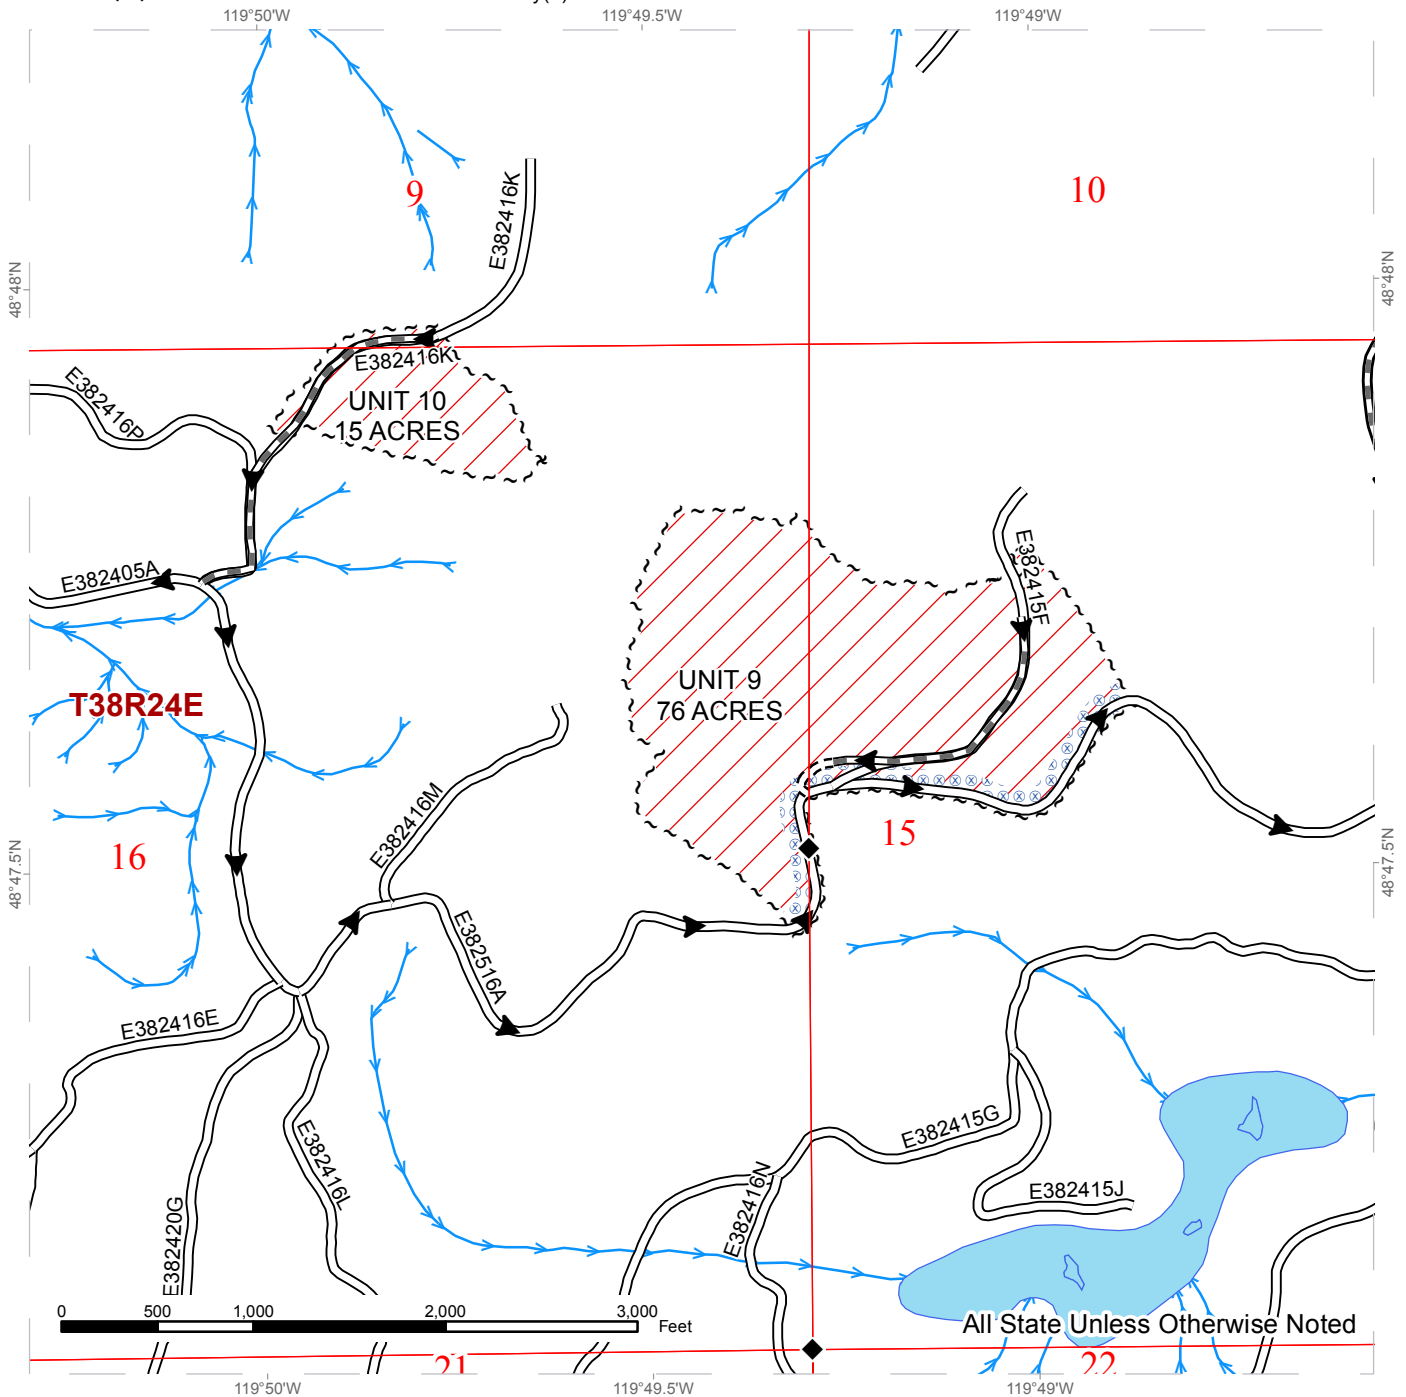 119°50'W
119°49.5'W
119°49'W
48°48'N
48°48'N
9
10
E382416K
E382416K
E382416P
UNIT 10
15 ACRES
E382405A
E382415F
T38R24E
UNIT 9
76 ACRES
E382416M
16
15
48°47.5'N
48°47.5'N
E382516A
E382416E
E382415G
E382416L
E382416N
E382415J
E382420G
0 500 1,000 2,000 3,000
Feet
All State Unless Otherwise Noted
21
22
119°50'W
119°49.5'W
119°49'W